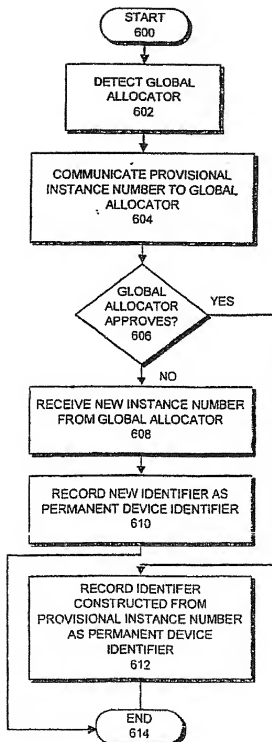 START
600
DETECT GLOBAL
ALLOCATOR
602
COMMUNICATE PROVISIONAL
INSTANCE NUMBER TO GLOBAL
ALLOCATOR
604
GLOBAL
ALLOCATOR
APPROVES?
606
YES
NO
RECEIVE NEW INSTANCE NUMBER
FROM GLOBAL ALLOCATOR
608
RECORD NEW IDENTIFIER AS
PERMANENT DEVICE IDENTIFIER
610
RECORD IDENTIFER
CONSTRUCTED FROM
PROVISIONAL INSTANCE NUMBER
AS PERMANENT DEVICE
IDENTIFIER
612
END
614